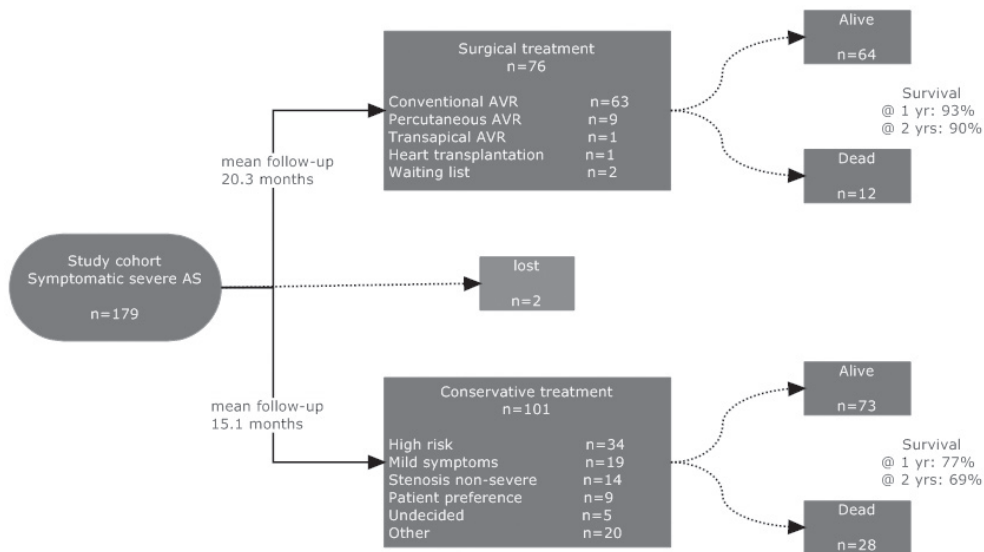 Study cohort
Symptomatic severe AS
n=179
mean follow-up
20.3 months
Surgical treatment
n=76
Conventional AVR n=63
Percutaneous AVR n=9
Transapical AVR n=1
Heart transplantation n=1
Waiting list n=2
Alive
n=64
Survival
@ 1 yr: 93%
@ 2 yrs: 90%
Dead
n=12
lost
n=2
mean follow-up
15.1 months
Conservative treatment
n=101
High risk n=34
Mild symptoms n=19
Stenosis non-severe n=14
Patient preference n=9
Undecided n=5
Other n=20
Alive
n=73
Survival
@ 1 yr: 77%
@ 2 yrs: 69%
Dead
n=28